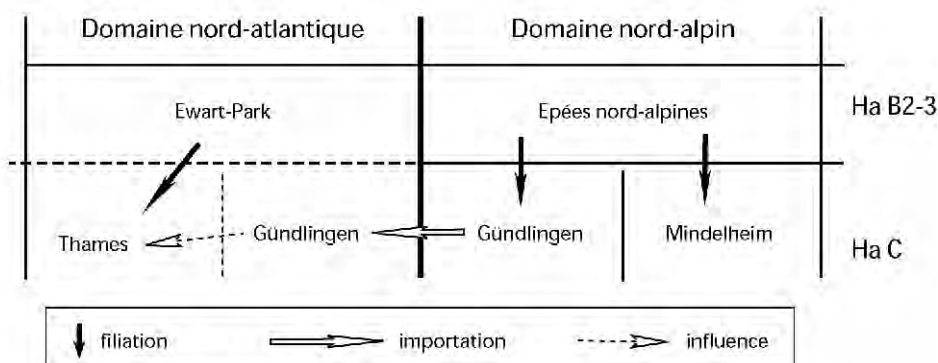 Domaine nord-atlantique Domaine nord-alpin
Ewart-Park Epées nord-alpines Ha B2-3
Thames Gündlingen Gündlingen Mindelheim Ha C
filiation importation influence